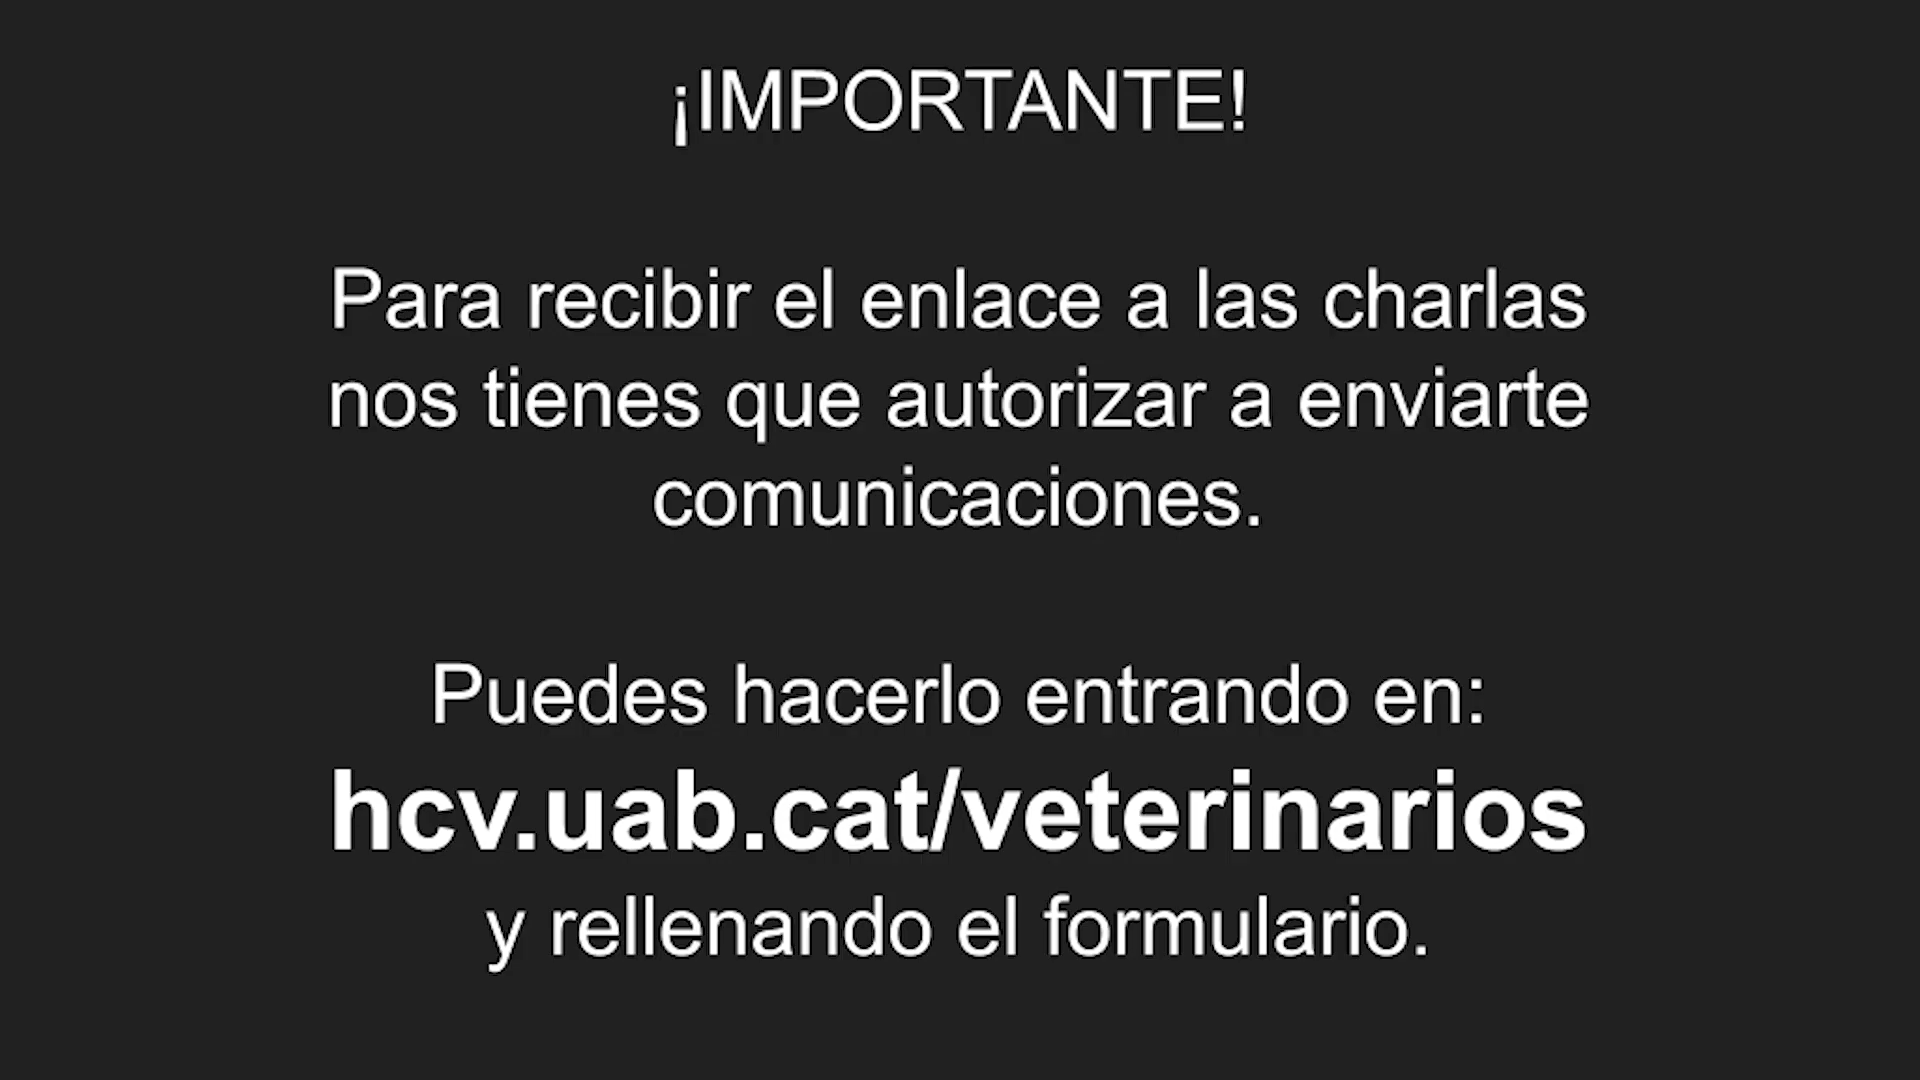 ¡IMPORTANTE!
Para recibir el enlace a las charlas
nos tienes que autorizar a enviarte
comunicaciones.
Puedes hacerlo entrando en:
hcv.uab.cat/veterinarios
y rellenando el formulario.